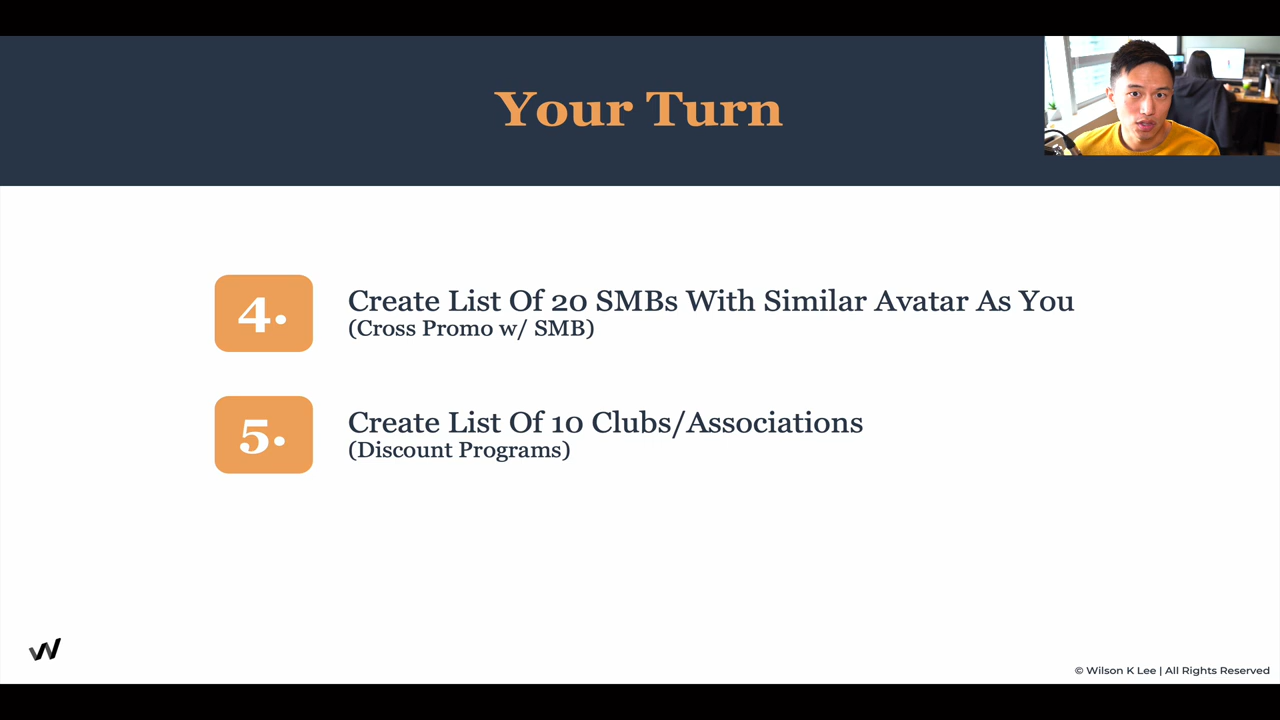 Your Turn
4.
Create List Of 20 SMBs With Similar Avatar As You
(Cross Promo w/ SMB)
5.
Create List Of 10 Clubs/Associations
(Discount Programs)
© Wilson K Lee | All Rights Reserved